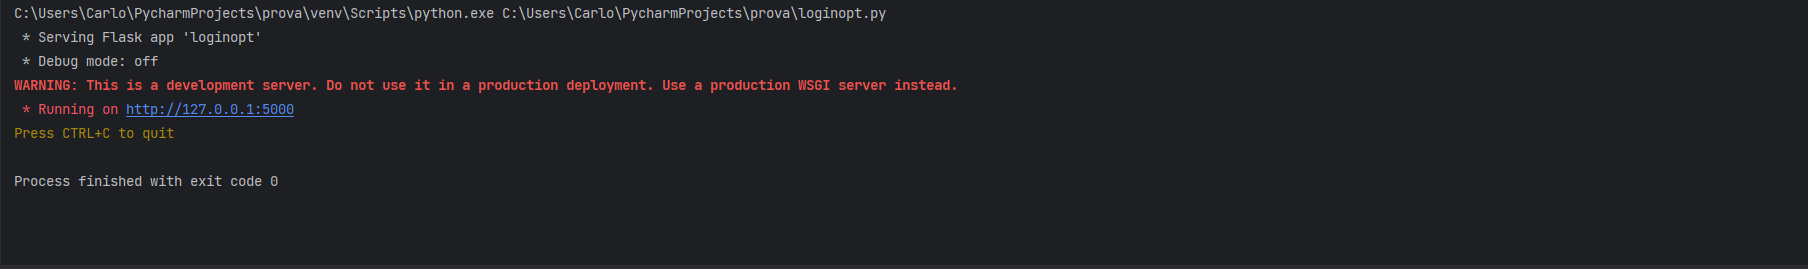 C:\Users\Carlo\PycharmProjects\prova\venv\Scripts\python.exe C:\Users\Carlo\PycharmProjects\prova\loginopt.py
 * Serving Flask app 'loginopt'
 * Debug mode: off
WARNING: This is a development server. Do not use it in a production deployment. Use a production WSGI server instead.
 * Running on http://127.0.0.1:5000
Press CTRL+C to quit
Process finished with exit code 0